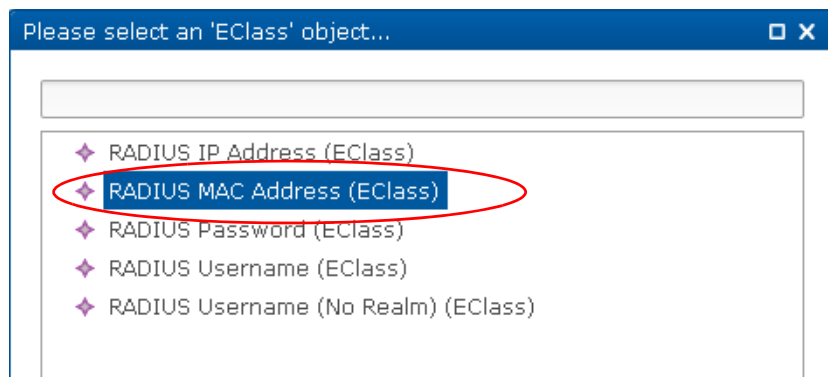 Please select an 'EClass' object...
RADIUS IP Address (EClass)
RADIUS MAC Address (EClass)
RADIUS Password (EClass)
RADIUS Username (EClass)
RADIUS Username (No Realm) (EClass)